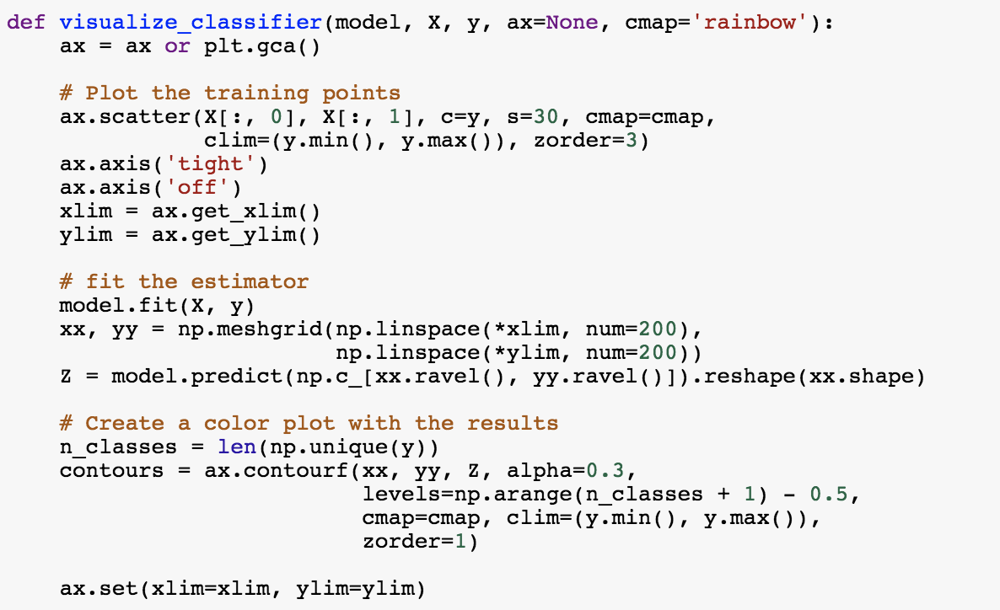 def visualize_classifier(model, X, y, ax=None, cmap='rainbow'):
    ax = ax or plt.gca()

    # Plot the training points
    ax.scatter(X[:, 0], X[:, 1], c=y, s=30, cmap=cmap,
               clim=(y.min(), y.max()), zorder=3)
    ax.axis('tight')
    ax.axis('off')
    xlim = ax.get_xlim()
    ylim = ax.get_ylim()

    # fit the estimator
    model.fit(X, y)
    xx, yy = np.meshgrid(np.linspace(*xlim, num=200),
                         np.linspace(*ylim, num=200))
    Z = model.predict(np.c_[xx.ravel(), yy.ravel()]).reshape(xx.shape)

    # Create a color plot with the results
    n_classes = len(np.unique(y))
    contours = ax.contourf(xx, yy, Z, alpha=0.3,
                           levels=np.arange(n_classes + 1) - 0.5,
                           cmap=cmap, clim=(y.min(), y.max()),
                           zorder=1)

    ax.set(xlim=xlim, ylim=ylim)